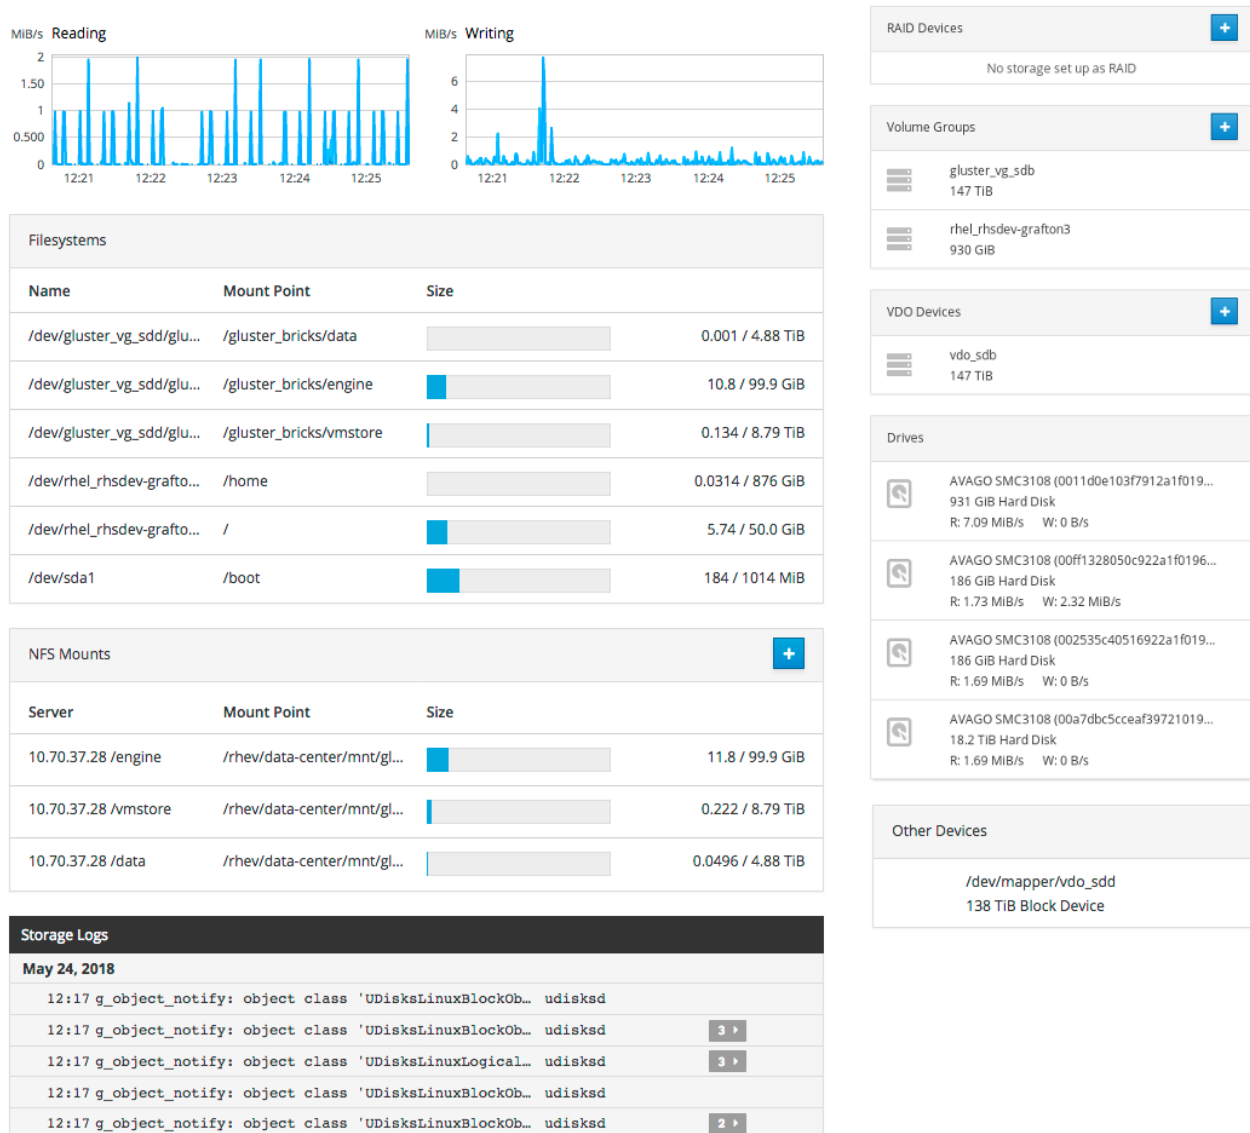 MiB/s Reading
2
1.50
1
0.500
0
12:21 12:22 12:23 12:24 12:25
MiB/s Writing
6
4
2
0
12:21 12:22 12:23 12:24 12:25
Filesystems
Name Mount Point Size
/dev/gluster_vg_sdd/glu... /gluster_bricks/data 0.001 / 4.88 TiB
/dev/gluster_vg_sdd/glu... /gluster_bricks/engine 10.8 / 99.9 GiB
/dev/gluster_vg_sdd/glu... /gluster_bricks/vmstore 0.134 / 8.79 TiB
/dev/rhel_rhsdev-grafto... /home 0.0314 / 876 GiB
/dev/rhel_rhsdev-grafto... / 5.74 / 50.0 GiB
/dev/sda1 /boot 184 / 1014 MiB
NFS Mounts
Server Mount Point Size
10.70.37.28 /engine /rhev/data-center/mnt/gl... 11.8 / 99.9 GiB
10.70.37.28 /vmstore /rhev/data-center/mnt/gl... 0.222 / 8.79 TiB
10.70.37.28 /data /rhev/data-center/mnt/gl... 0.0496 / 4.88 TiB
Storage Logs
May 24, 2018
12:17 g_object_notify: object class 'UDisksLinuxBlockOb… udisksd
12:17 g_object_notify: object class 'UDisksLinuxBlockOb… udisksd 3
12:17 g_object_notify: object class 'UDisksLinuxLogical… udisksd 3
12:17 g_object_notify: object class 'UDisksLinuxBlockOb… udisksd
12:17 g_object_notify: object class 'UDisksLinuxBlockOb… udisksd 2
RAID Devices
No storage set up as RAID
Volume Groups
gluster_vg_sdb
147 TiB
rhel_rhsdev-grafton3
930 GiB
VDO Devices
vdo_sdb
147 TiB
Drives
AVAGO SMC3108 (0011d0e103f7912a1f019...
931 GiB Hard Disk
R: 7.09 MiB/s W: 0 B/s
AVAGO SMC3108 (00ff1328050c922a1f0196...
186 GiB Hard Disk
R: 1.73 MiB/s W: 2.32 MiB/s
AVAGO SMC3108 (002535c40516922a1f019...
186 GiB Hard Disk
R: 1.69 MiB/s W: 0 B/s
AVAGO SMC3108 (00a7dbc5cceaf39721019...
18.2 TiB Hard Disk
R: 1.69 MiB/s W: 0 B/s
Other Devices
/dev/mapper/vdo_sdd
138 TiB Block Device